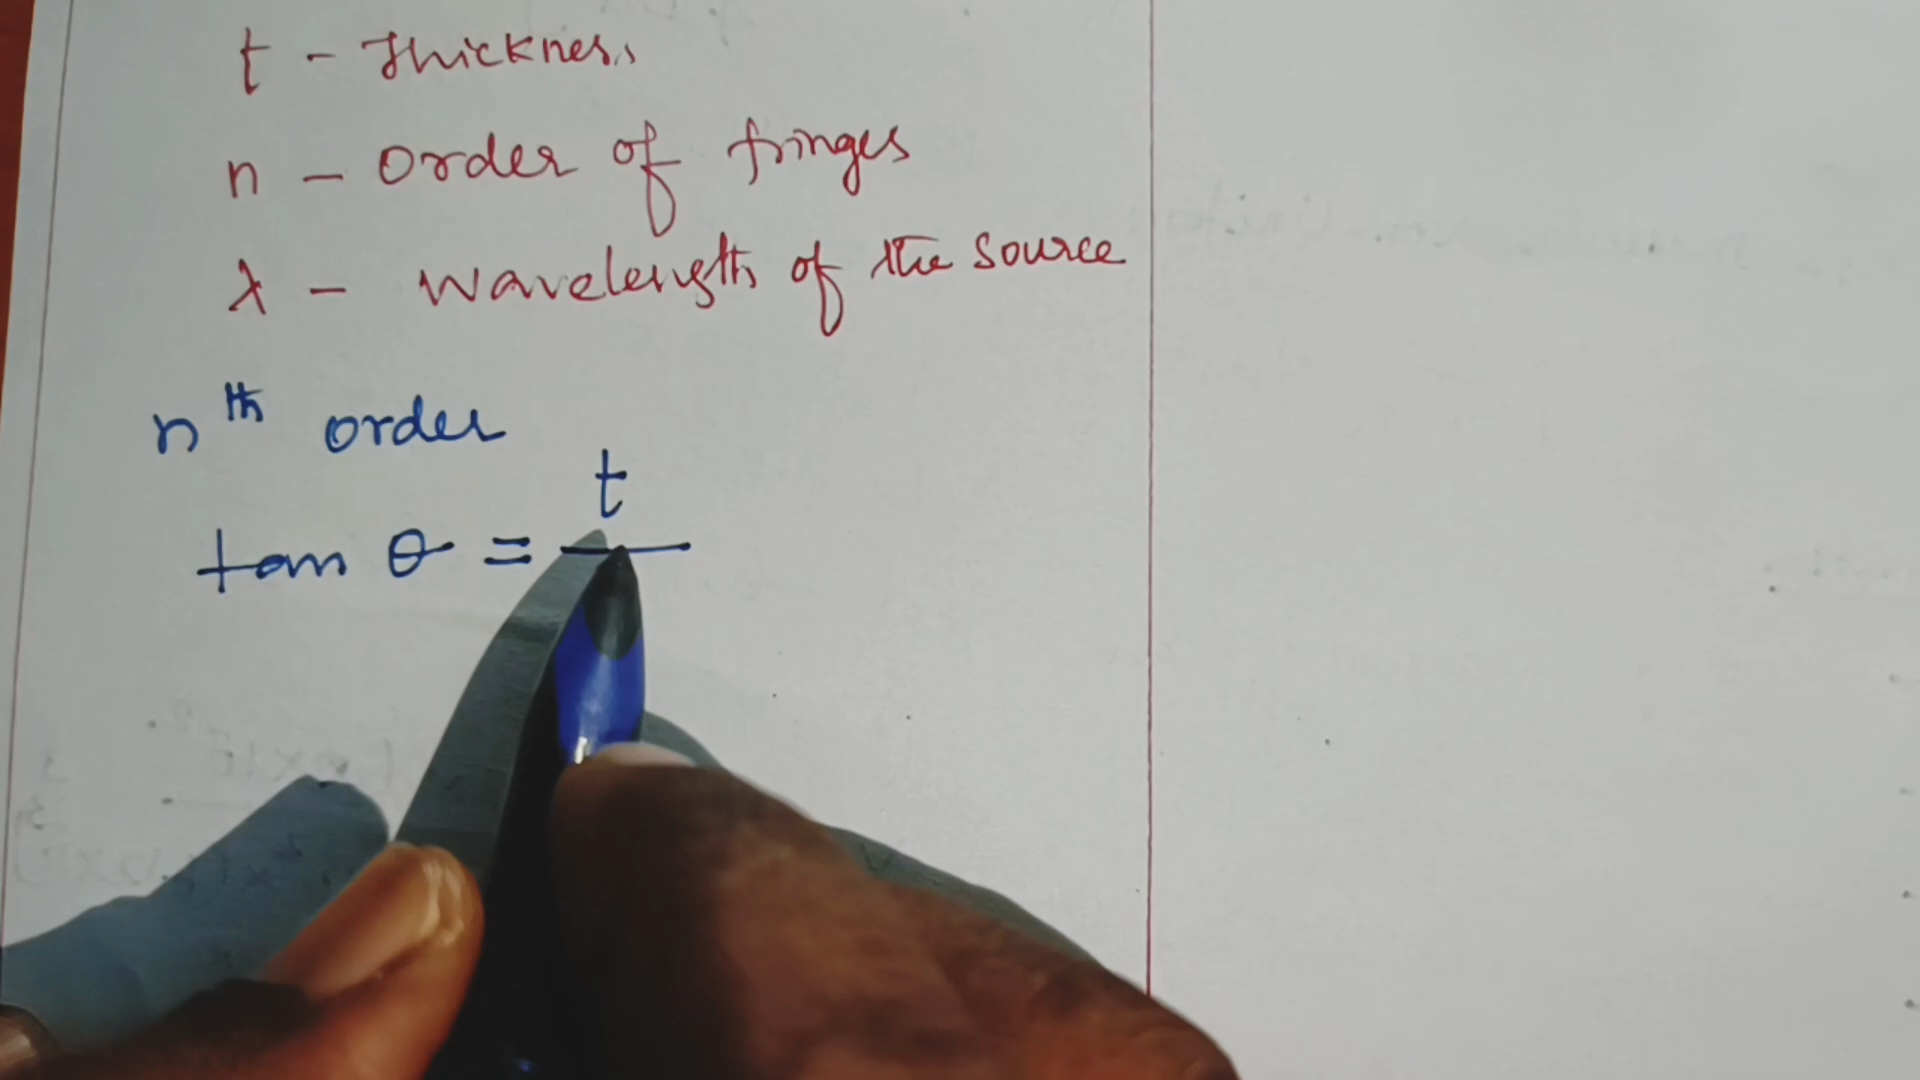 t - Thickness
n - Order of fringes
λ - Wavelength of the source
nth order
t
tan θ = —